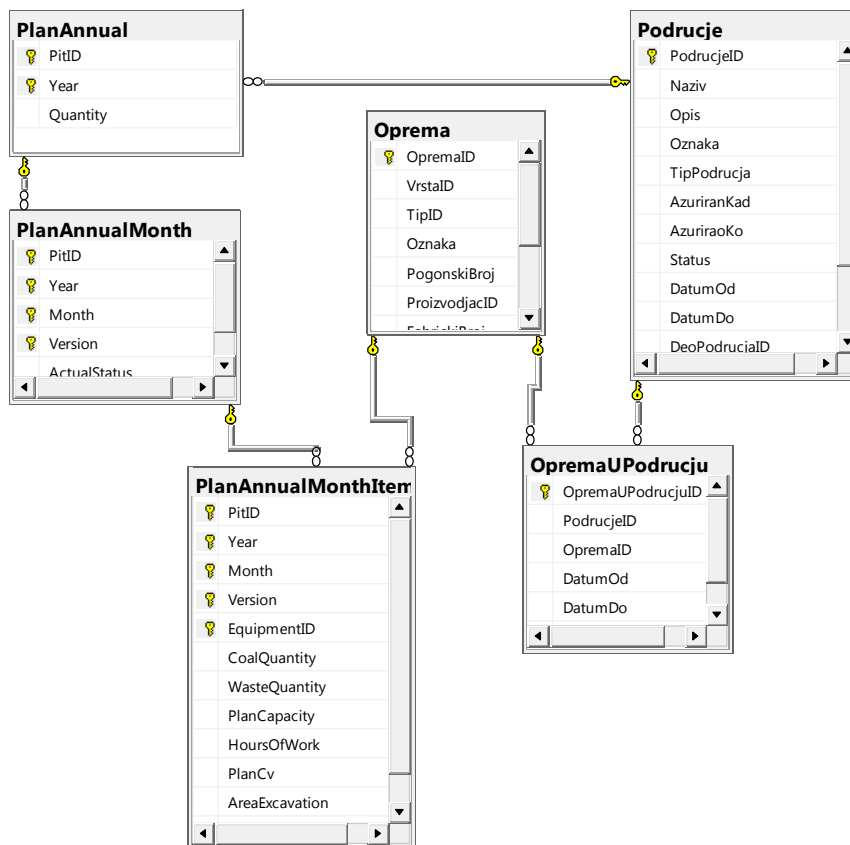 PlanAnnual
PitID
Year
Quantity
PlanAnnualMonth
PitID
Year
Month
Version
ActualStatus
Oprema
OpremaID
VrstaID
TipID
Oznaka
PogonskiBroj
ProizvodjacID
FabrickiBroj
Podrucje
PodrucjeID
Naziv
Opis
Oznaka
TipPodrucja
AzuriranKad
AzuriraoKo
Status
DatumOd
DatumDo
DeoPodrucjaID
PlanAnnualMonthItem
PitID
Year
Month
Version
EquipmentID
CoalQuantity
WasteQuantity
PlanCapacity
HoursOfWork
PlanCv
AreaExcavation
OpremaUPodrucju
OpremaUPodrucjuID
PodrucjeID
OpremaID
DatumOd
DatumDo